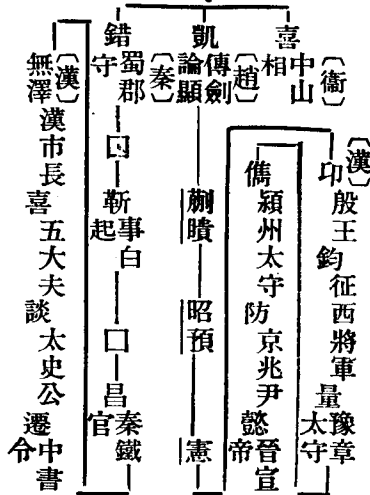 喜〔衞〕中山相
凱〔趙〕傳劍論顯
蒯聵
昭預
憲
錯〔秦〕蜀郡守
□
靳事白起
□
昌秦鐵官
〔漢〕卬殷王鈞征西將軍量豫章太守
儁潁州太守防京兆尹懿晉宣帝
〔漢〕無澤漢市長喜五大夫談太史公遷中書令